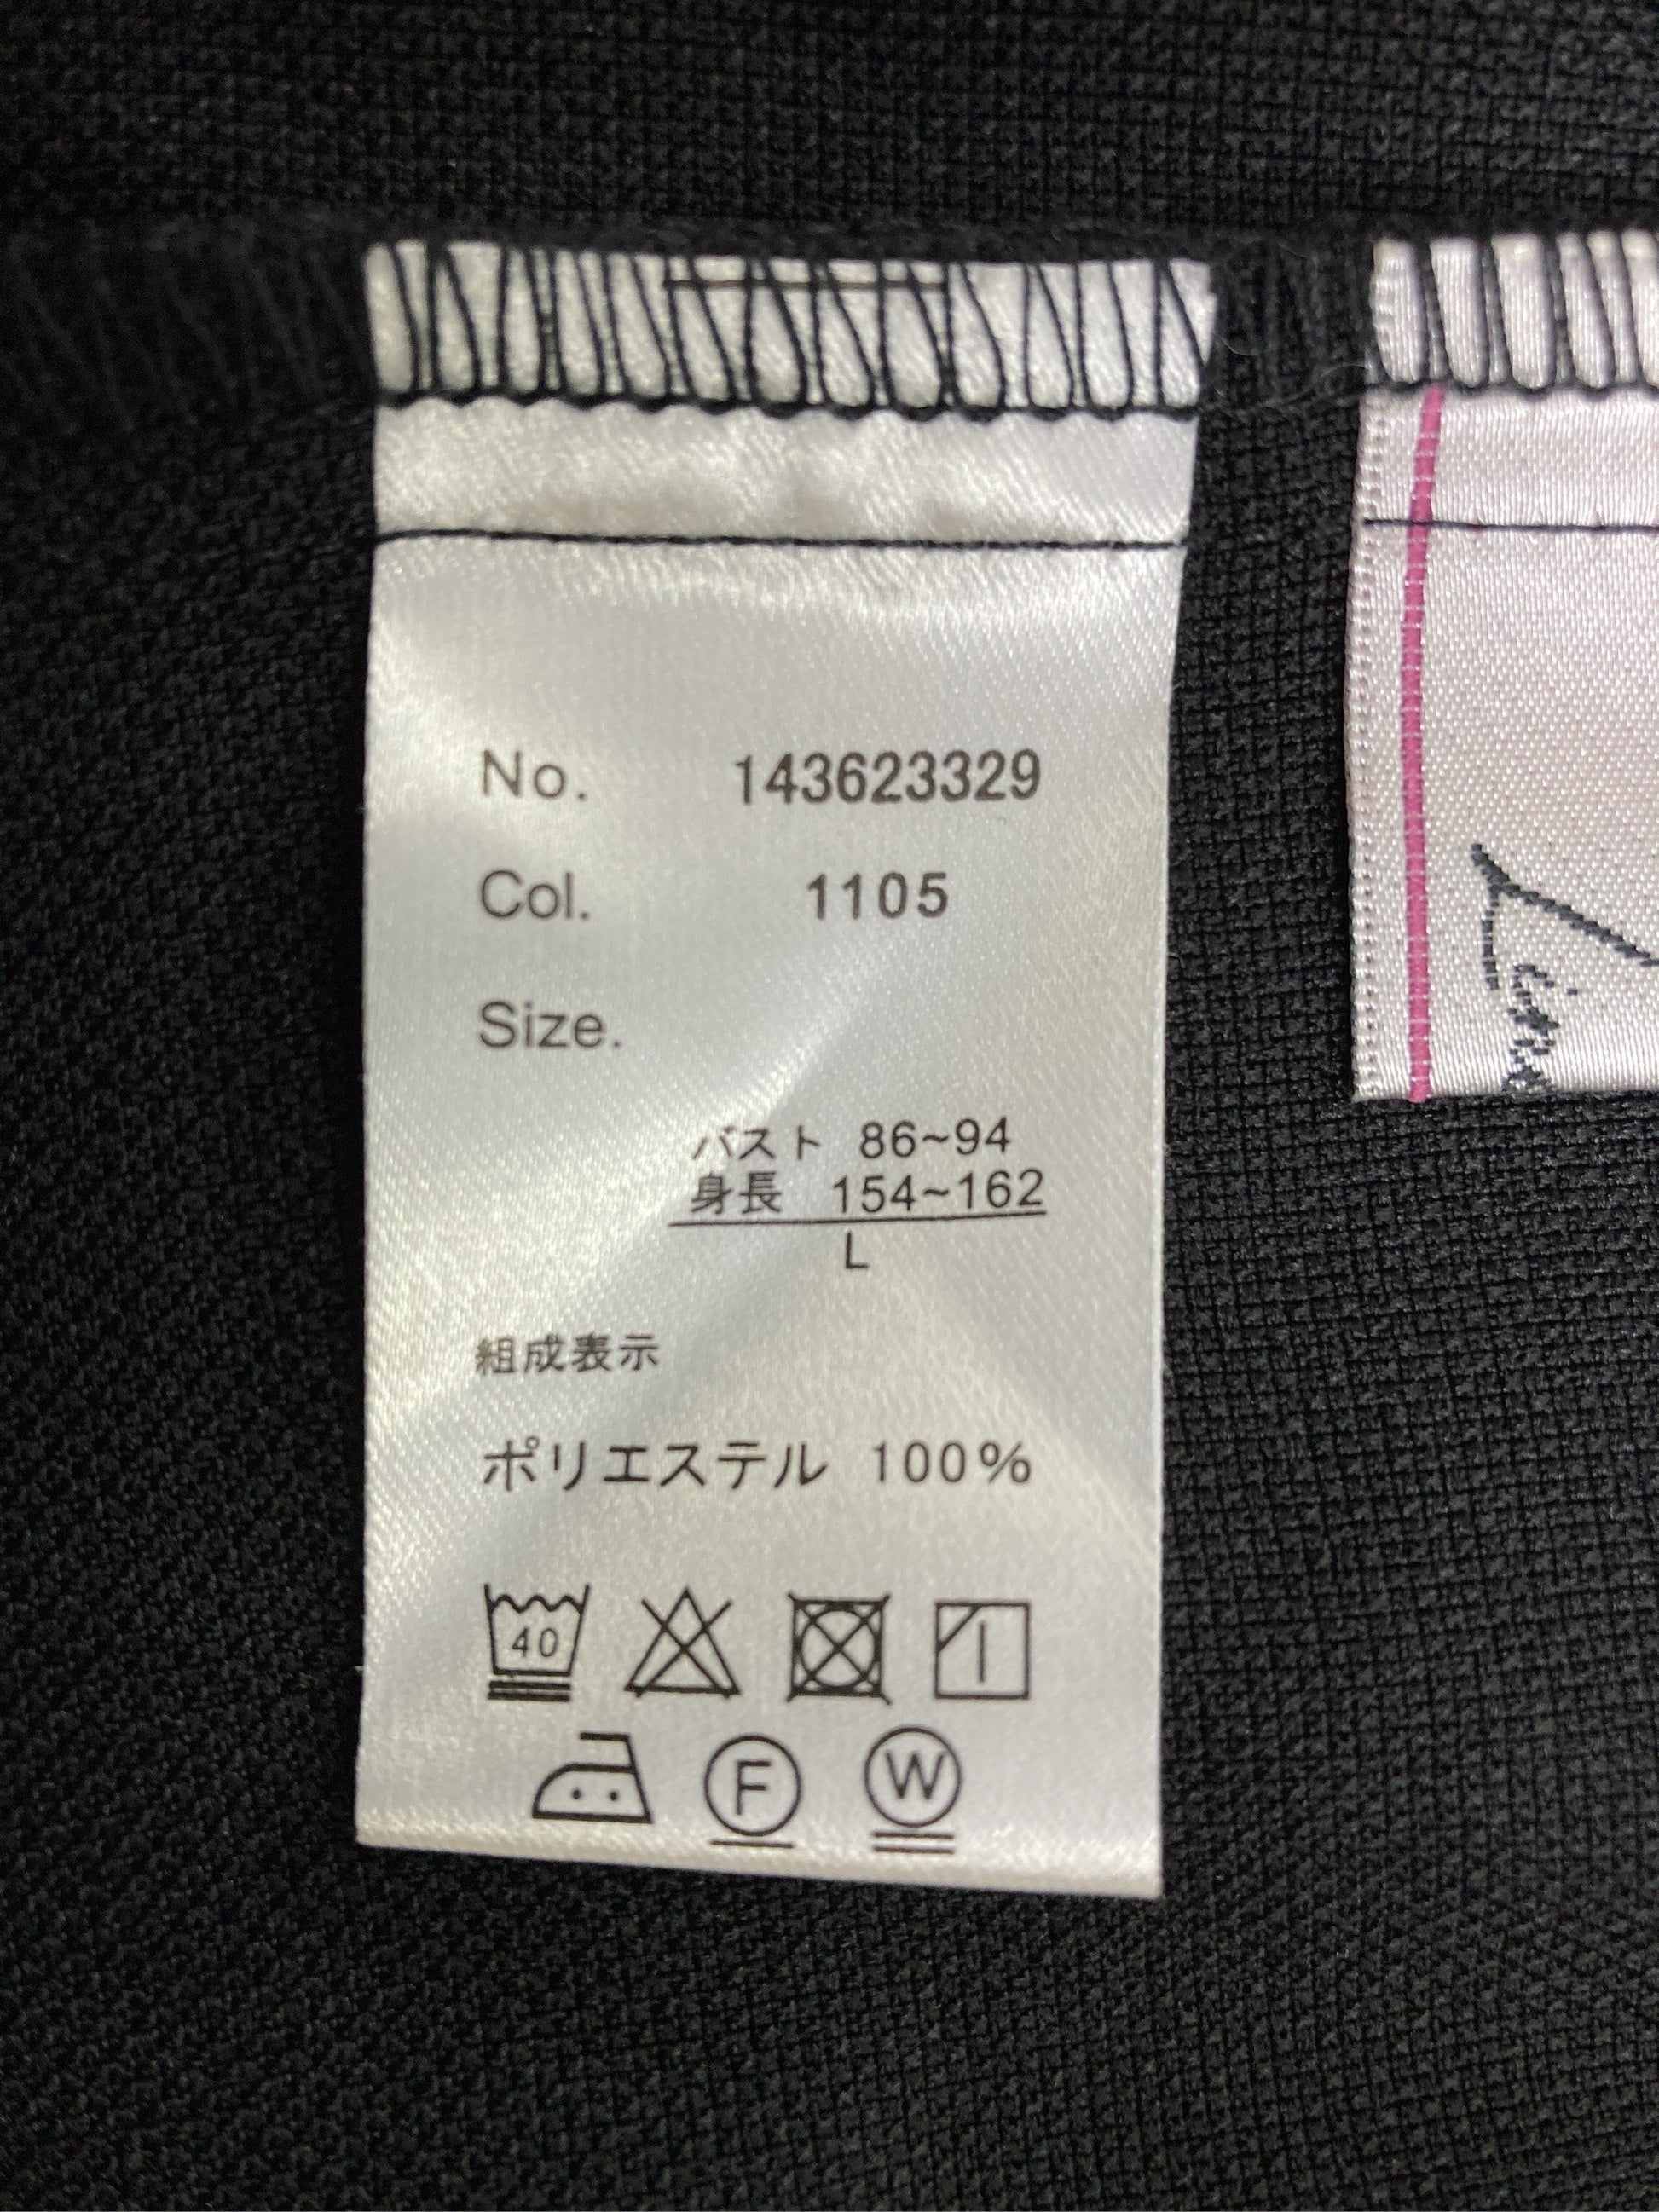 No. 143623329
Col. 1105
Size.
バスト 86~94
身長 154~162
L
組成表示
ポリエステル 100%
40
F
W